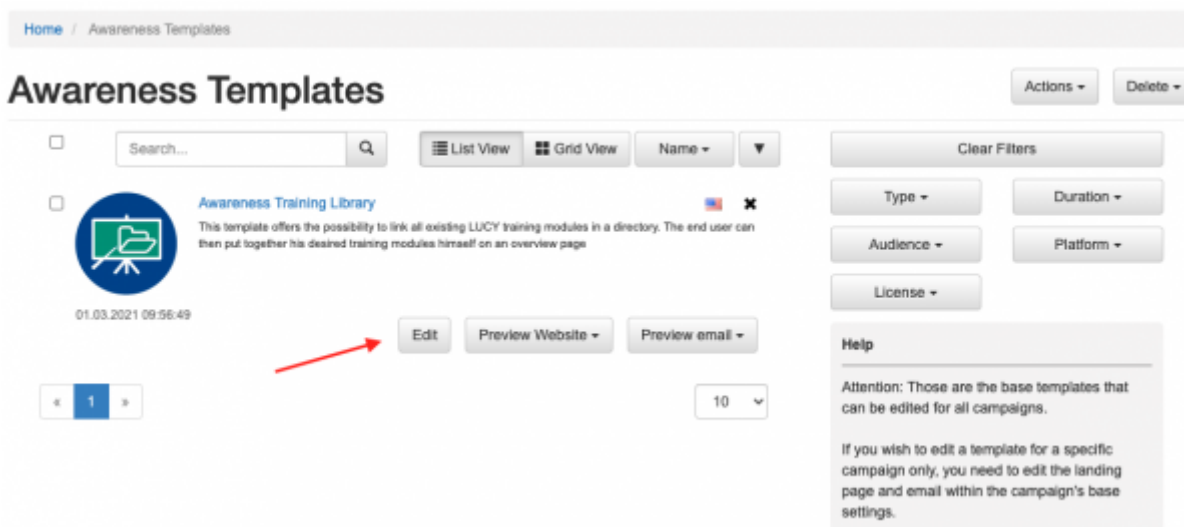 Home / Awareness Templates
Awareness Templates
Actions
Delete
Search...
List View
Grid View
Name
Clear Filters
Awareness Training Library
This template offers the possibility to link all existing LUCY training modules in a directory. The end user can
then put together his desired training modules himself on an overview page
01.03.2021 09:56:49
Edit
Preview Website
Preview email
« 1 »
10
Type
Duration
Audience
Platform
License
Help
Attention: Those are the base templates that
can be edited for all campaigns.
If you wish to edit a template for a specific
campaign only, you need to edit the landing
page and email within the campaign's base
settings.